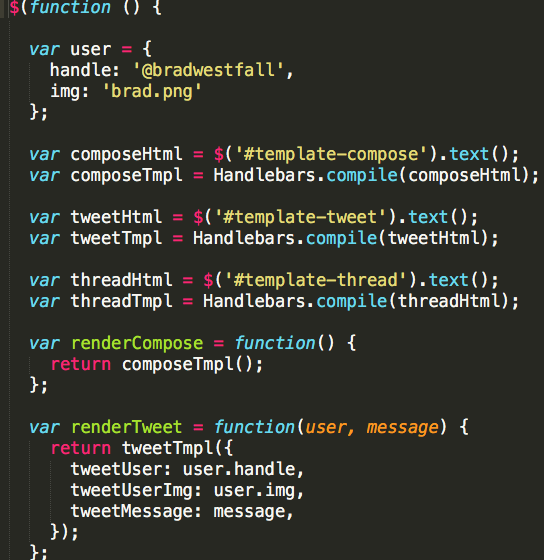 $(function () {
var user = {
handle: '@bradwestfall',
img: 'brad.png'
};
var composeHtml = $('#template-compose').text();
var composeTmpl = Handlebars.compile(composeHtml);
var tweetHtml = $('#template-tweet').text();
var tweetTmpl = Handlebars.compile(tweetHtml);
var threadHtml = $('#template-thread').text();
var threadTmpl = Handlebars.compile(threadHtml);
var renderCompose = function() {
return composeTmpl();
};
var renderTweet = function(user, message) {
return tweetTmpl({
tweetUser: user.handle,
tweetUserImg: user.img,
tweetMessage: message,
});
};